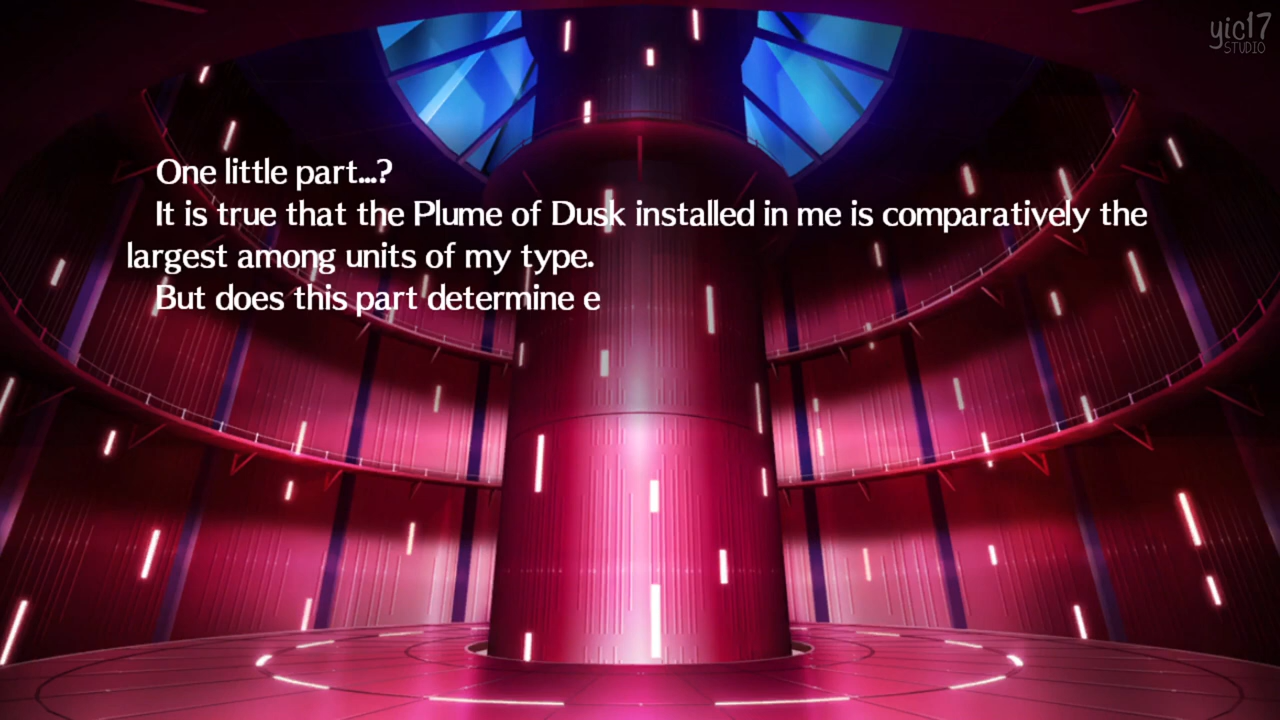 yic17
STUDIO
One little part...?
It is true that the Plume of Dusk installed in me is comparatively the
largest among units of my type.
But does this part determine e